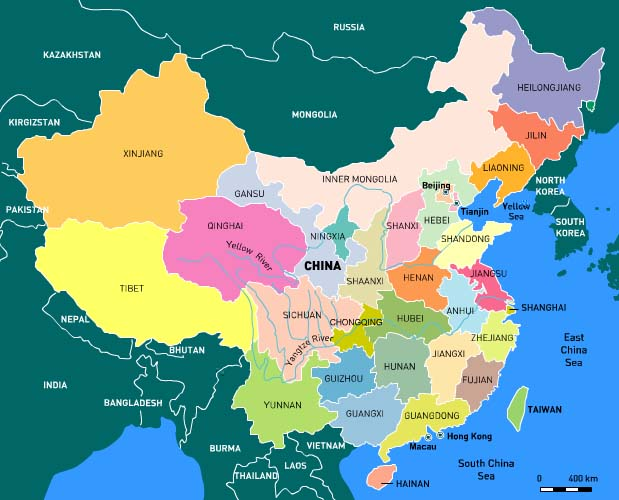 RUSSIA
KAZAKHSTAN
HEILONGJIANG
MONGOLIA
KIRGIZSTAN
JILIN
XINJIANG
LIAONING
INNER MONGOLIA
NORTH
KOREA
Beijing
GANSU
PAKISTAN
Tianjin
Yellow
Sea
HEBEI
QINGHAI
SHANXI
SOUTH
KOREA
NINGXIA
SHANDONG
Yellow River
CHINA
JIANGSU
HENAN
SHAANXI
TIBET
SHANGHAI
ANHUI
SICHUAN
HUBEI
NEPAL
CHONGQING
ZHEJIANG
East
China
Sea
Yangtze River
BHUTAN
JIANGXI
HUNAN
GUIZHOU
FUJIAN
INDIA
BANGLADESH
YUNNAN
TAIWAN
GUANGXI
GUANGDONG
Hong Kong
Macau
BURMA
VIETNAM
LAOS
South China
Sea
THAILAND
HAINAN
0 400 km